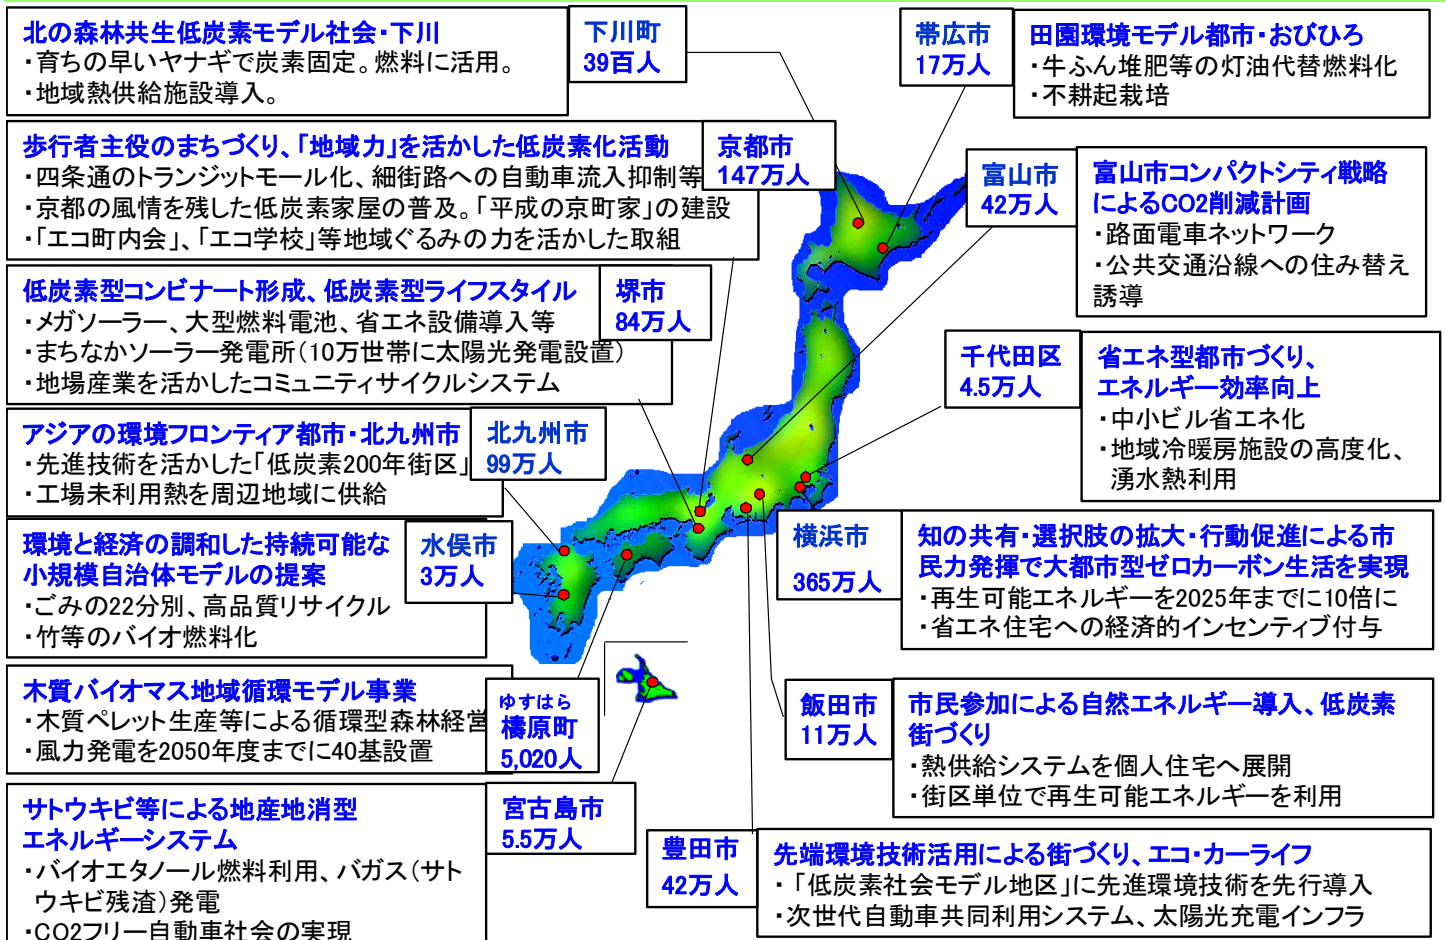 北の森林共生低炭素モデル社会・下川
・育ちの早いヤナギで炭素固定。燃料に活用。
・地域熱供給施設導入。
下川町
39百人
帯広市
17万人
田園環境モデル都市・おびひろ
・牛ふん堆肥等の灯油代替燃料化
・不耕起栽培
歩行者主役のまちづくり、「地域力」を活かした低炭素化活動
・四条通のトランジットモール化、細街路への自動車流入抑制等
・京都の風情を残した低炭素家屋の普及。「平成の京町家」の建設
・「エコ町内会」、「エコ学校」等地域ぐるみの力を活かした取組
京都市
147万人
富山市
42万人
富山市コンパクトシティ戦略
によるCO2削減計画
・路面電車ネットワーク
・公共交通沿線への住み替え
誘導
低炭素型コンビナート形成、低炭素型ライフスタイル
・メガソーラー、大型燃料電池、省エネ設備導入等
・まちなかソーラー発電所(10万世帯に太陽光発電設置)
・地場産業を活かしたコミュニティサイクルシステム
堺市
84万人
千代田区
4.5万人
省エネ型都市づくり、
エネルギー効率向上
・中小ビル省エネ化
・地域冷暖房施設の高度化、
湧水熱利用
アジアの環境フロンティア都市・北九州市
・先進技術を活かした「低炭素200年街区」
・工場未利用熱を周辺地域に供給
北九州市
99万人
環境と経済の調和した持続可能な
小規模自治体モデルの提案
・ごみの22分別、高品質リサイクル
・竹等のバイオ燃料化
水俣市
3万人
横浜市
365万人
知の共有・選択肢の拡大・行動促進による市
民力発揮で大都市型ゼロカーボン生活を実現
・再生可能エネルギーを2025年までに10倍に
・省エネ住宅への経済的インセンティブ付与
木質バイオマス地域循環モデル事業
・木質ペレット生産等による循環型森林経営
・風力発電を2050年度までに40基設置
ゆすはら
檮原町
5,020人
飯田市
11万人
市民参加による自然エネルギー導入、低炭素
街づくり
・熱供給システムを個人住宅へ展開
・街区単位で再生可能エネルギーを利用
サトウキビ等による地産地消型
エネルギーシステム
・バイオエタノール燃料利用、バガス(サト
ウキビ残渣)発電
・CO2フリー自動車社会の実現
宮古島市
5.5万人
豊田市
42万人
先端環境技術活用による街づくり、エコ・カーライフ
・「低炭素社会モデル地区」に先進環境技術を先行導入
・次世代自動車共同利用システム、太陽光充電インフラ